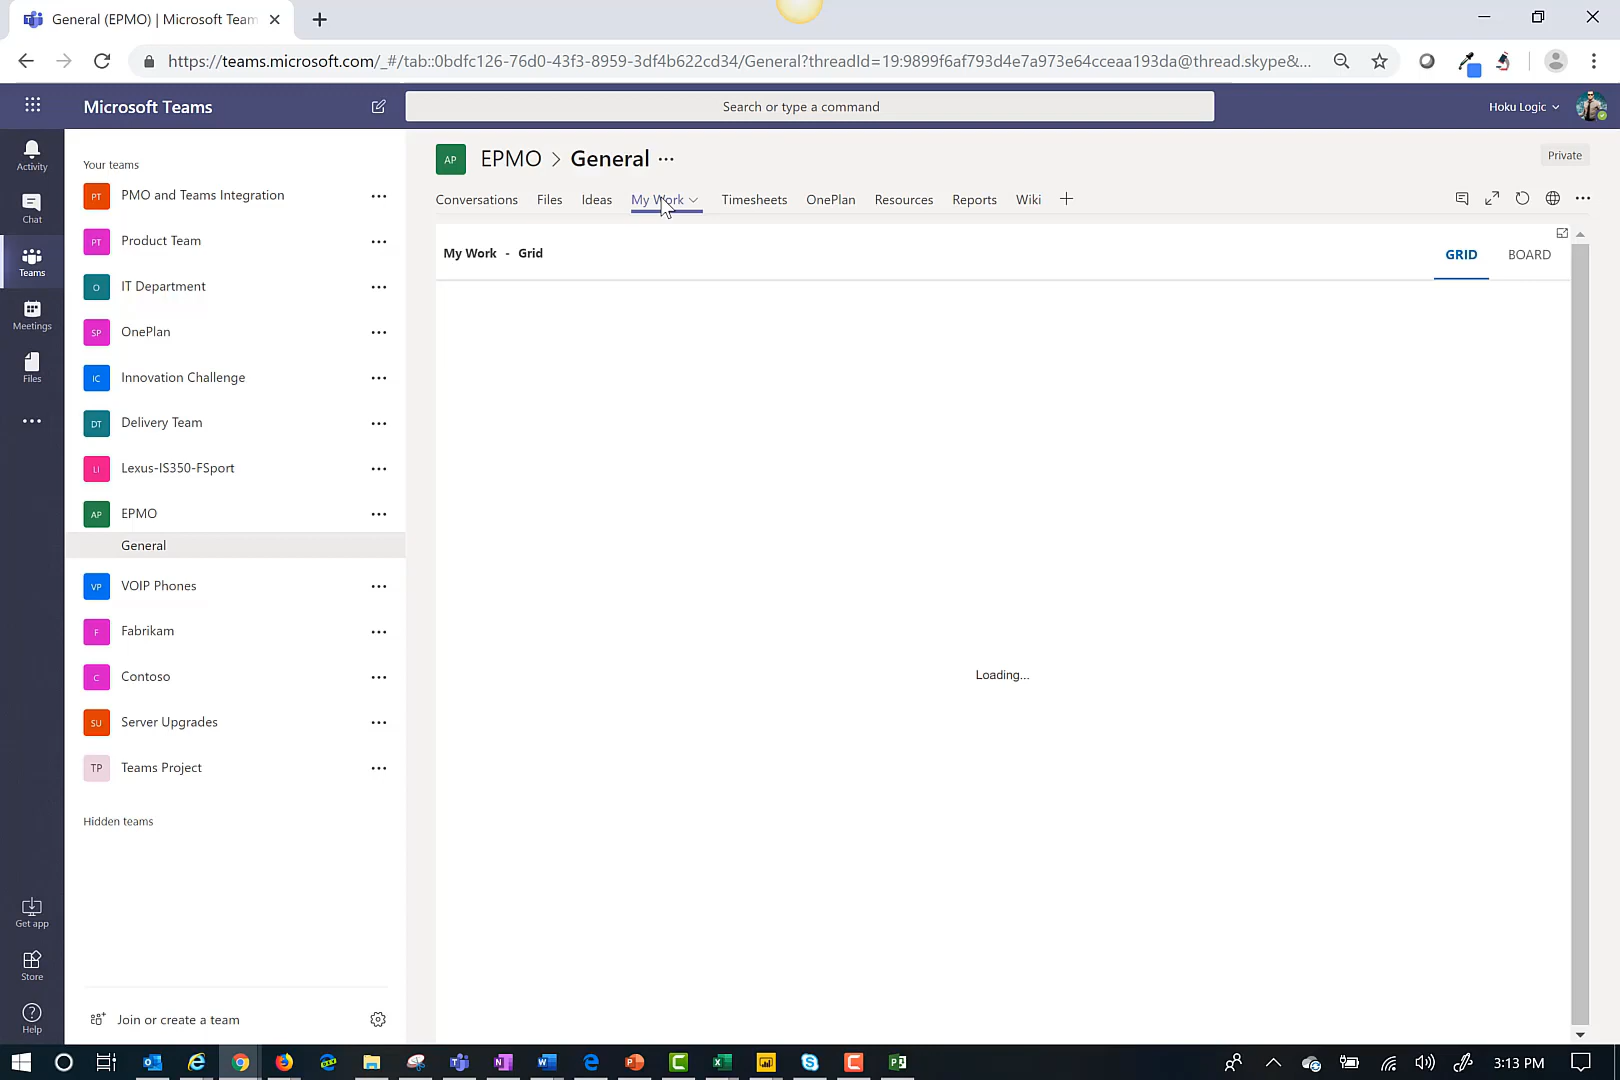 General (EPMO) | Microsoft Team
https://teams.microsoft.com/_#/tab::0bdfc126-76d0-43f3-8959-3df4b622cd34/General?threadId=19:9899f6af793d4e7a973e64cceaa193da@thread.skype&...
Microsoft Teams
Search or type a command
Hoku Logic
Activity
Chat
Teams
Meetings
Files
Get app
Store
Help
Your teams
PT PMO and Teams Integration
PT Product Team
O IT Department
SP OnePlan
IC Innovation Challenge
DT Delivery Team
LI Lexus-IS350-FSport
AP EPMO
General
VP VOIP Phones
F Fabrikam
C Contoso
SU Server Upgrades
TP Teams Project
Hidden teams
Join or create a team
AP EPMO > General ...
Private
Conversations Files Ideas My Work Timesheets OnePlan Resources Reports Wiki
My Work - Grid
GRID BOARD
Loading...
3:13 PM